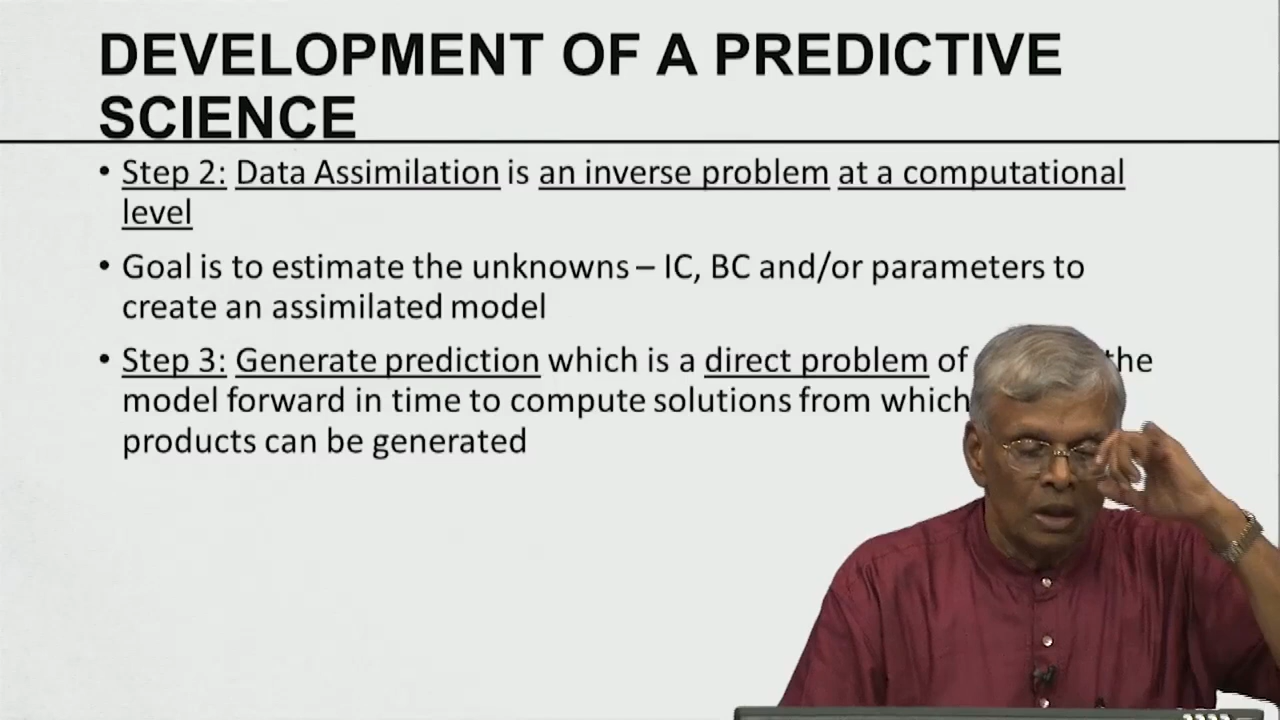 DEVELOPMENT OF A PREDICTIVE
SCIENCE
• Step 2: Data Assimilation is an inverse problem at a computational
level
• Goal is to estimate the unknowns – IC, BC and/or parameters to
create an assimilated model
• Step 3: Generate prediction which is a direct problem of the
model forward in time to compute solutions from which
products can be generated